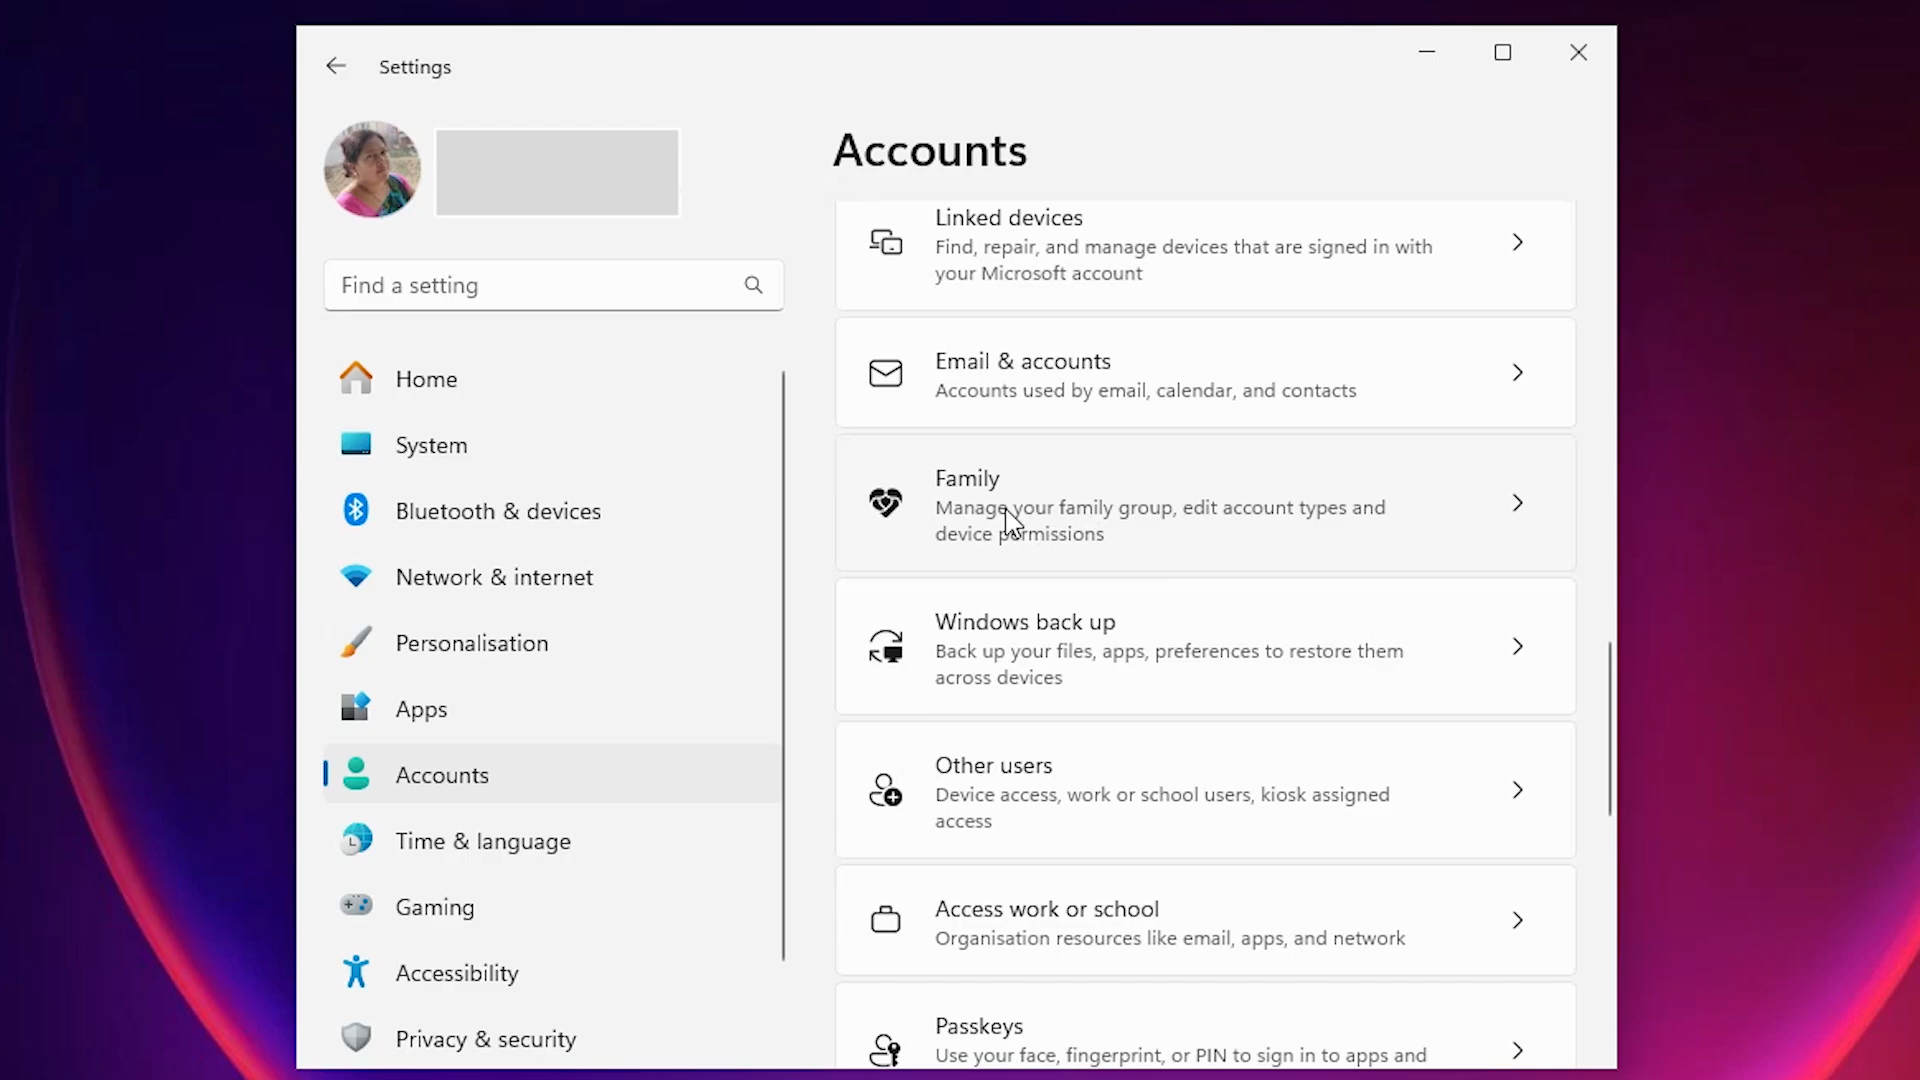 Settings
Find a setting
Home
System
Bluetooth & devices
Network & internet
Personalisation
Apps
Accounts
Time & language
Gaming
Accessibility
Privacy & security
Accounts
Linked devices
Find, repair, and manage devices that are signed in with
your Microsoft account
Email & accounts
Accounts used by email, calendar, and contacts
Family
Manage your family group, edit account types and
device permissions
Windows back up
Back up your files, apps, preferences to restore them
across devices
Other users
Device access, work or school users, kiosk assigned
access
Access work or school
Organisation resources like email, apps, and network
Passkeys
Use your face, fingerprint, or PIN to sign in to apps and